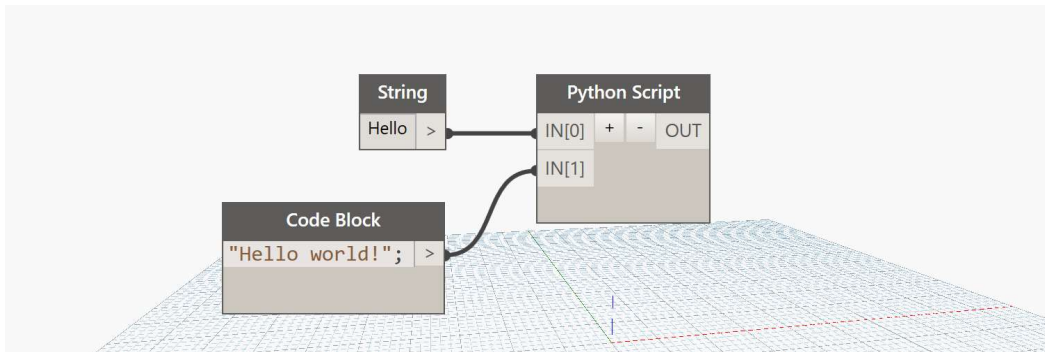 String
Hello >
Python Script
IN[0] + - OUT
IN[1]
Code Block
"Hello world!"; >